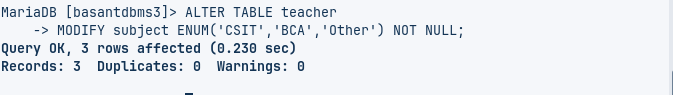 MariaDB [basantdbms3]> ALTER TABLE teacher
    -> MODIFY subject ENUM('CSIT','BCA','Other') NOT NULL;
Query OK, 3 rows affected (0.230 sec)
Records: 3  Duplicates: 0  Warnings: 0